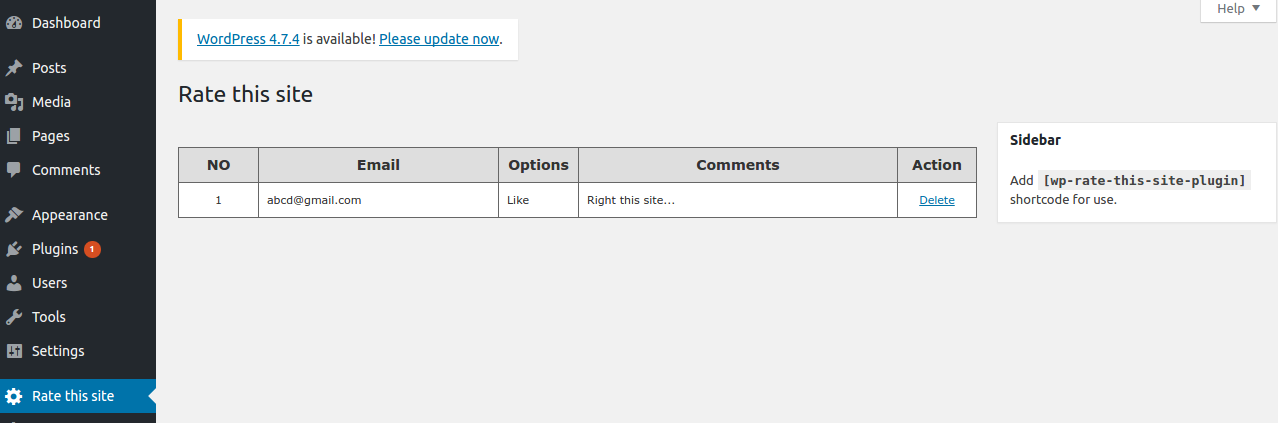 Dashboard
Posts
Media
Pages
Comments
Appearance
Plugins 1
Users
Tools
Settings
Rate this site
Help
WordPress 4.7.4 is available! Please update now.
Rate this site
NO Email Options Comments Action
1 abcd@gmail.com Like Right this site... Delete
Sidebar
Add [wp-rate-this-site-plugin]
shortcode for use.